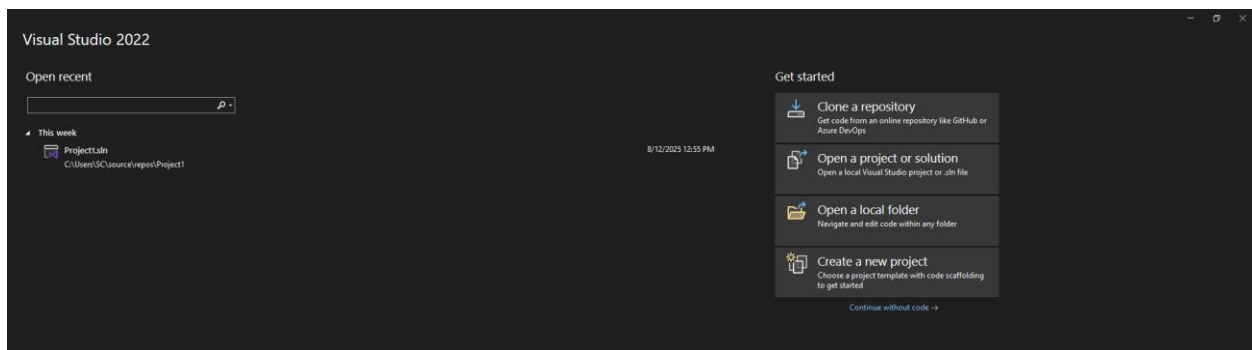 Visual Studio 2022
Open recent
This week
Project1.sln
8/12/2025 12:55 PM
C:\Users\SC\source\repos\Project1
Get started
Clone a repository
Get code from an online repository like GitHub or
Azure DevOps
Open a project or solution
Open a local Visual Studio project or .sln file
Open a local folder
Navigate and edit code within any folder
Create a new project
Choose a project template with code scaffolding
to get started
Continue without code →